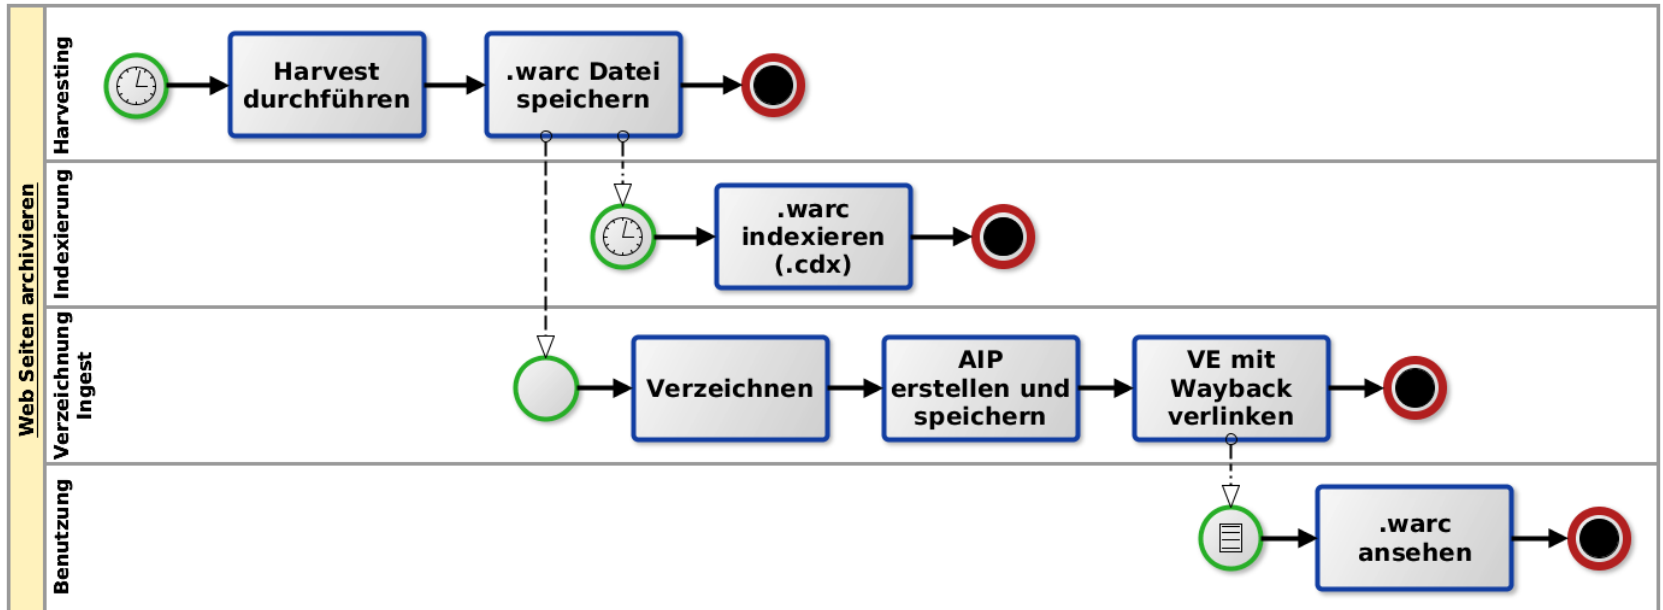 Web Seiten archivieren
Harvesting
Harvest
durchführen
.warc Datei
speichern
Indexierung
.warc
indexieren
(.cdx)
Verzeichnung
Ingest
Verzeichnen
AIP
erstellen und
speichern
VE mit
Wayback
verlinken
Benutzung
.warc
ansehen